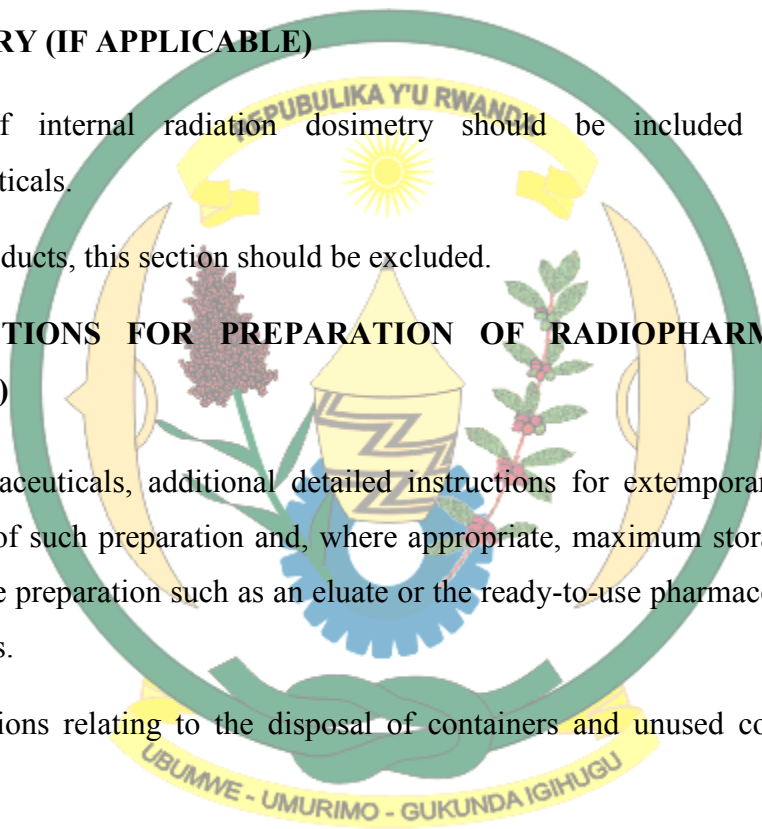 RY (IF APPLICABLE)
REPUBULIKA Y'U RWANDA
f internal radiation dosimetry should be included
ticals.
ducts, this section should be excluded.
TIONS FOR PREPARATION OF RADIOPHARM
)
aceuticals, additional detailed instructions for extemporar
of such preparation and, where appropriate, maximum stora
e preparation such as an eluate or the ready-to-use pharmace
s.
ions relating to the disposal of containers and unused co
UBUMWE - UMURIMO - GUKUNDA IGIHUGU